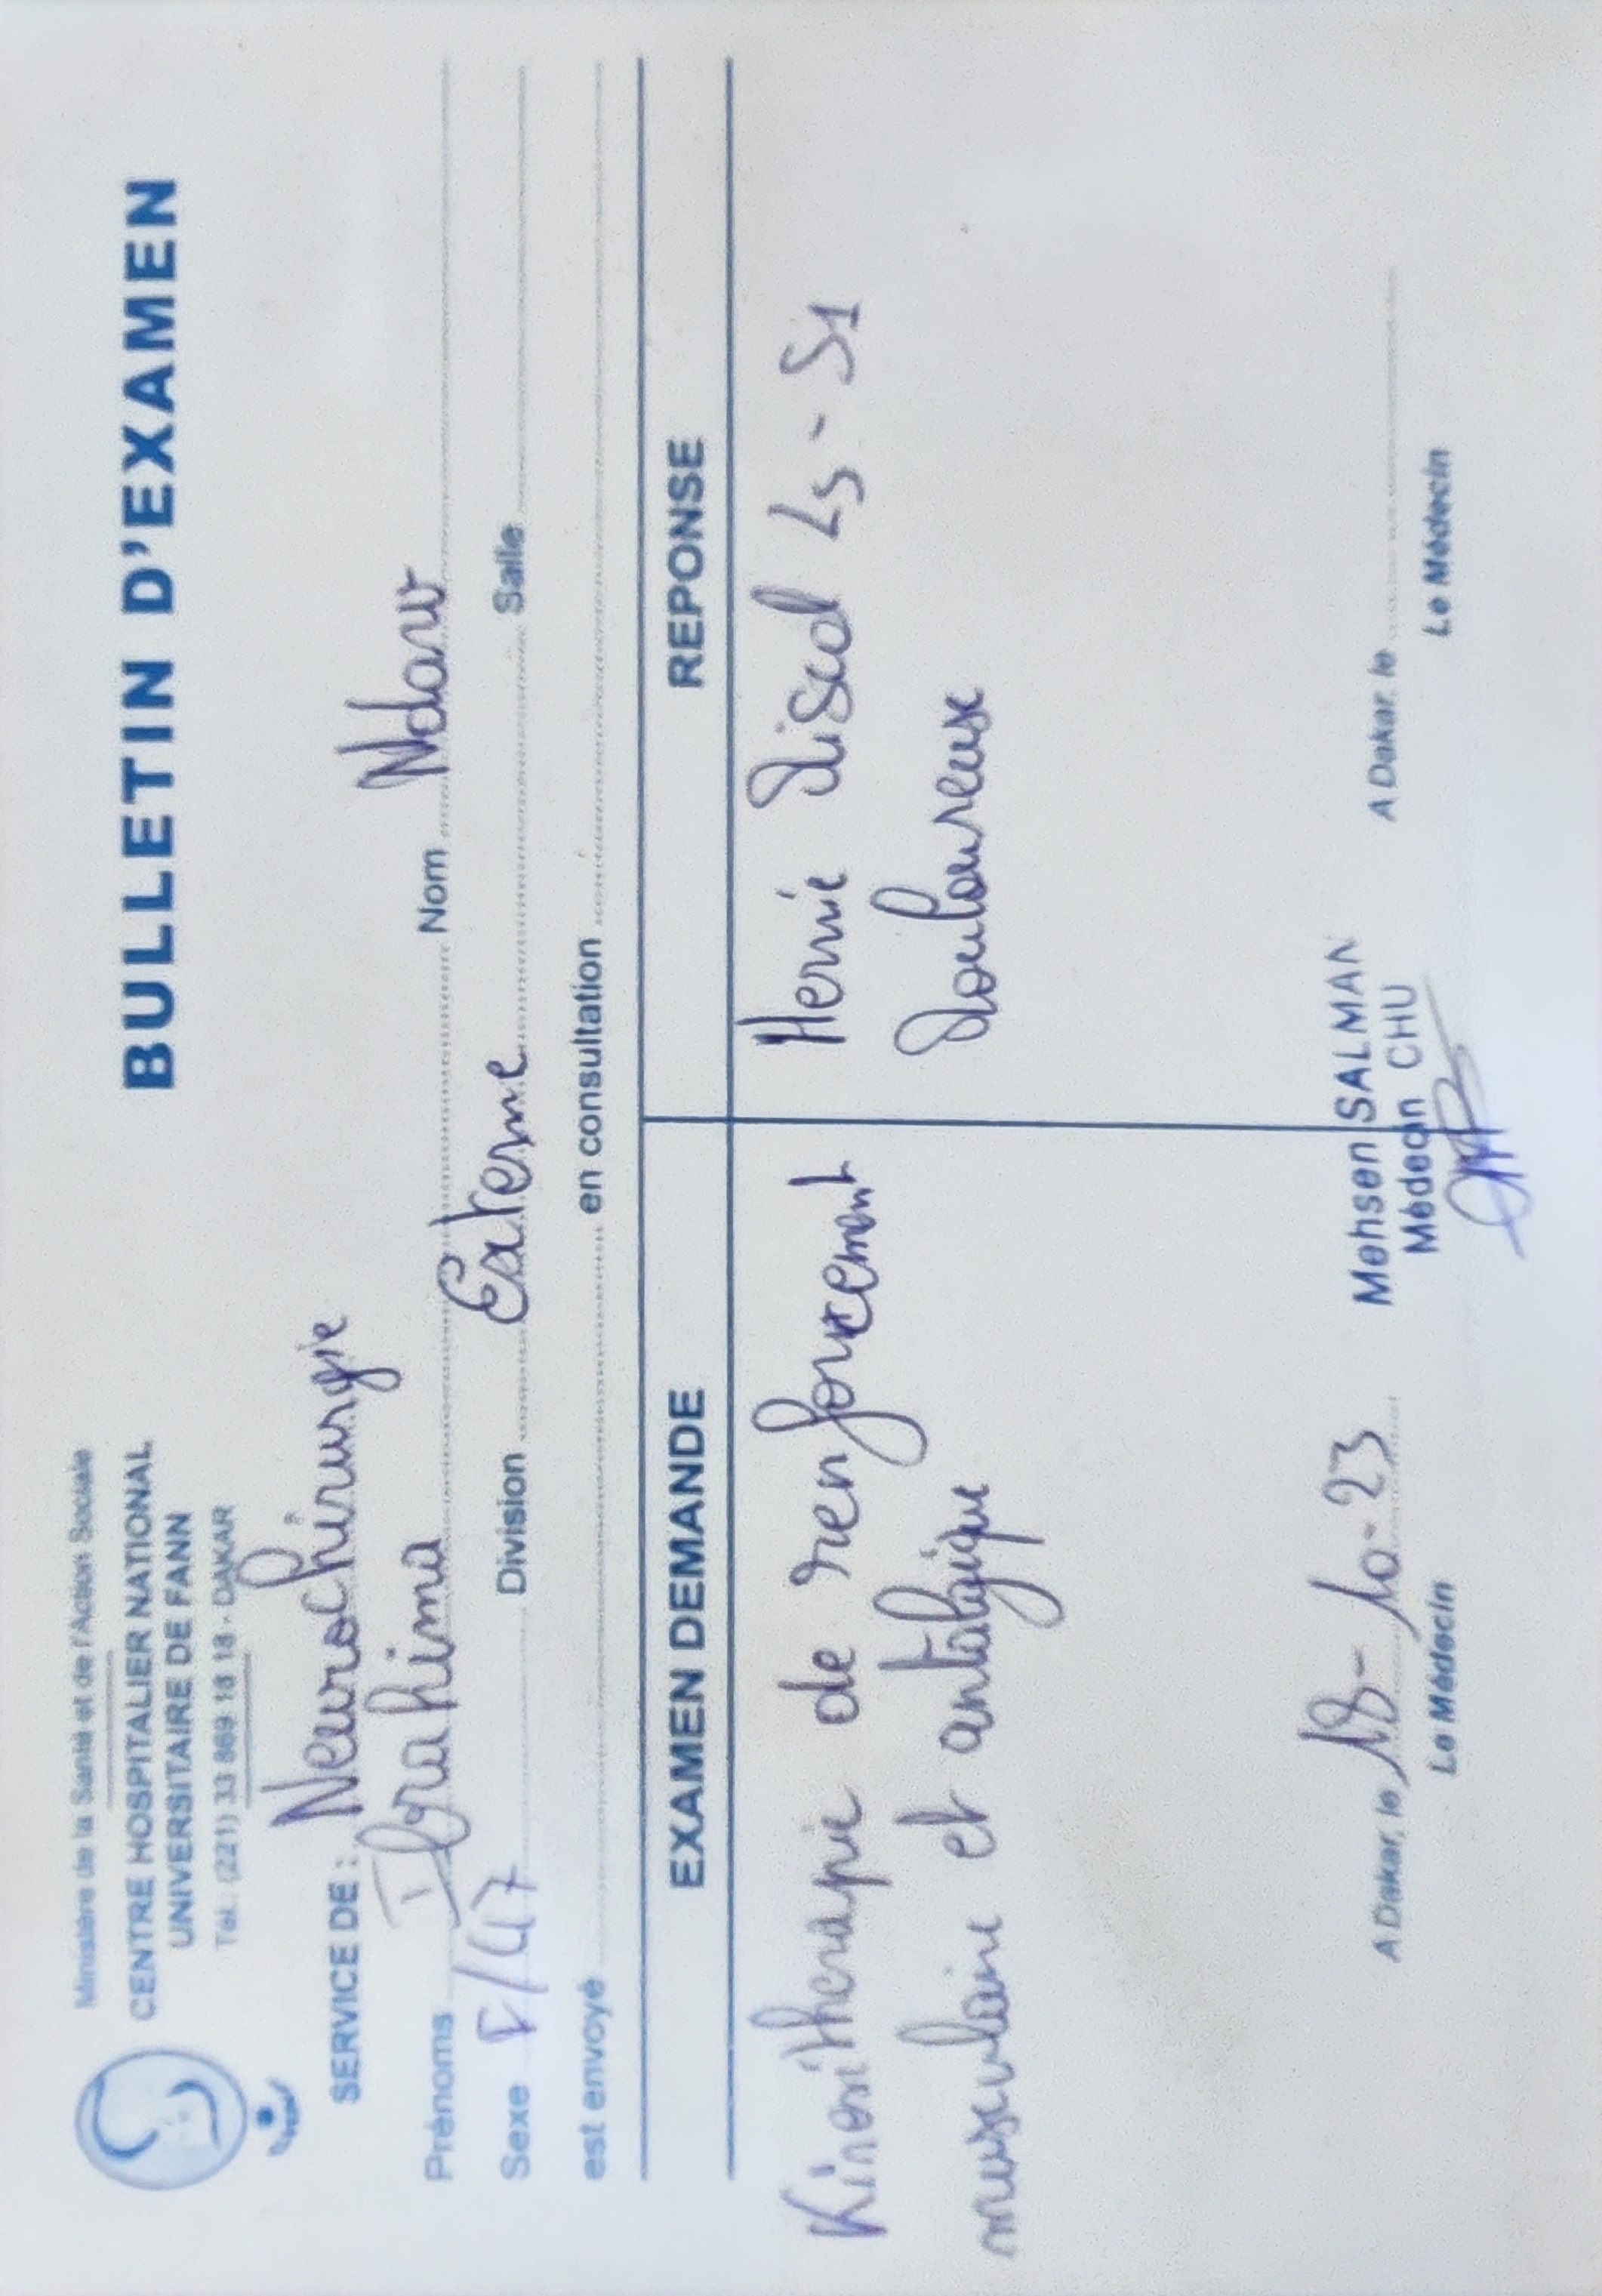 Ministère de la Santé et de l'Action Sociale
CENTRE HOSPITALIER NATIONAL
UNIVERSITAIRE DE FANN
Tél.: (221) 33 869 18 18 - DAKAR
BULLETIN D'EXAMEN
SERVICE DE : Neurochirurgie
Prénoms Ibrahima Nom Ndaw
Sexe /47 Division Externe Salle
est envoyé en consultation
EXAMEN DEMANDE
Kinesitherapie de renforcement
musculaire et antalgique
REPONSE
Hernie discal L5 - S1
douloureuse
A Dakar, le 18-10-23
Le Médecin
Mohsen SALMAN
Médecin CHU
A Dakar, le
Le Médecin